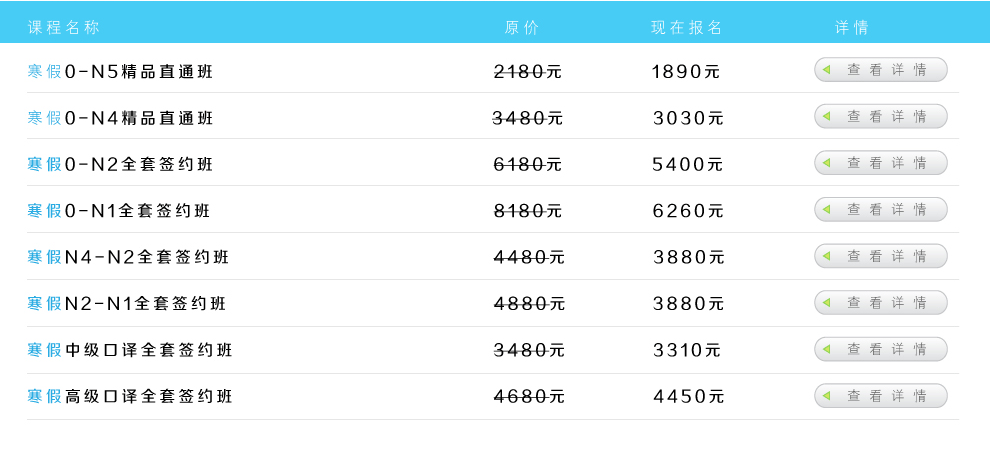 课程名称 原价 现在报名 详情
寒假0-N5精品直通班 2180元 1890元 查看详情
寒假0-N4精品直通班 3480元 3030元 查看详情
寒假0-N2全套签约班 6180元 5400元 查看详情
寒假0-N1全套签约班 8180元 6260元 查看详情
寒假N4-N2全套签约班 4480元 3880元 查看详情
寒假N2-N1全套签约班 4880元 3880元 查看详情
寒假中级口译全套签约班 3480元 3310元 查看详情
寒假高级口译全套签约班 4680元 4450元 查看详情